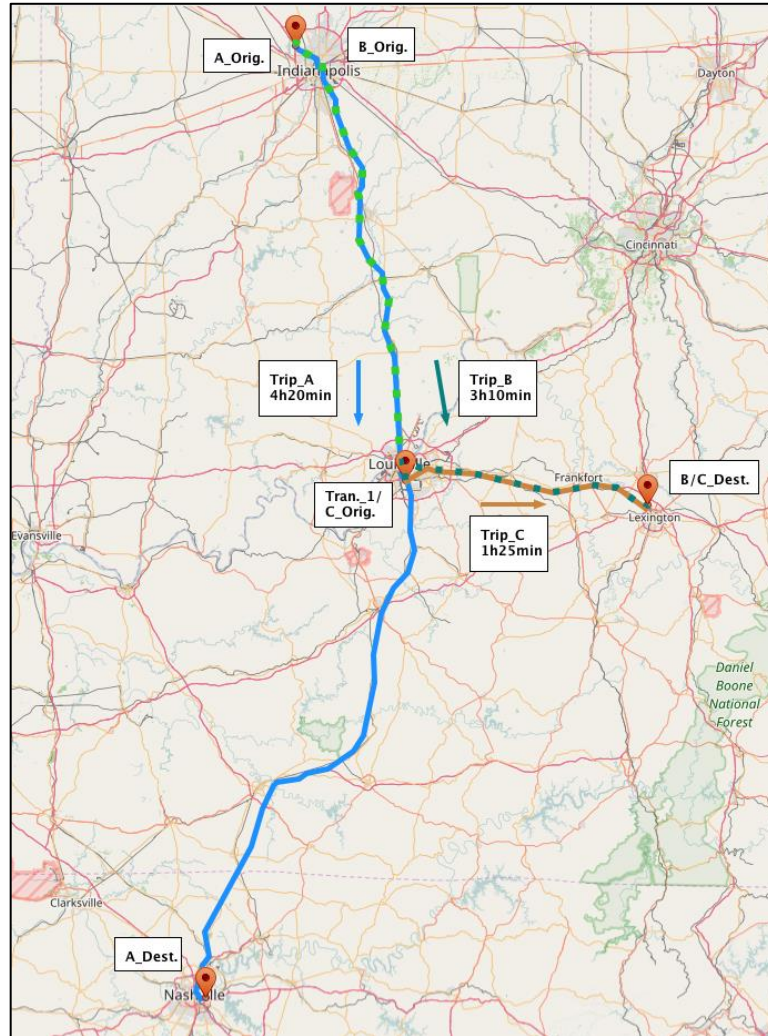 A_Orig.
B_Orig.
Indianapolis
Dayton
Cincinnati
Trip_A
4h20min
Trip_B
3h10min
Tran._1/
C_Orig.
Frankfort
B/C_Dest.
Lexington
Trip_C
1h25min
Evansville
Daniel
Boone
National
Forest
Clarksville
A_Dest.